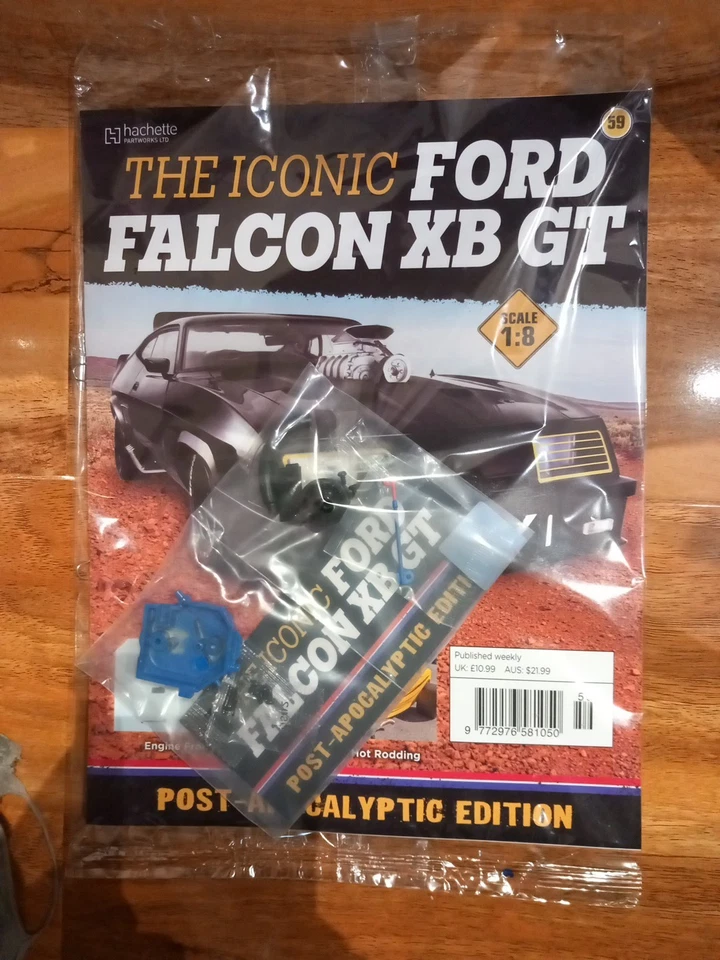 hachette
PARTWORKS LTD
59
THE ICONIC FORD
FALCON XB GT
SCALE
1:8
ICONIC FORD
FALCON XB GT
POST-APOCALYPTIC EDITI
Published weekly
UK: £10.99 AUS: $21.99
5
9 772976 581050
Engine
Hot Rodding
POST-AP CALYPTIC EDITION